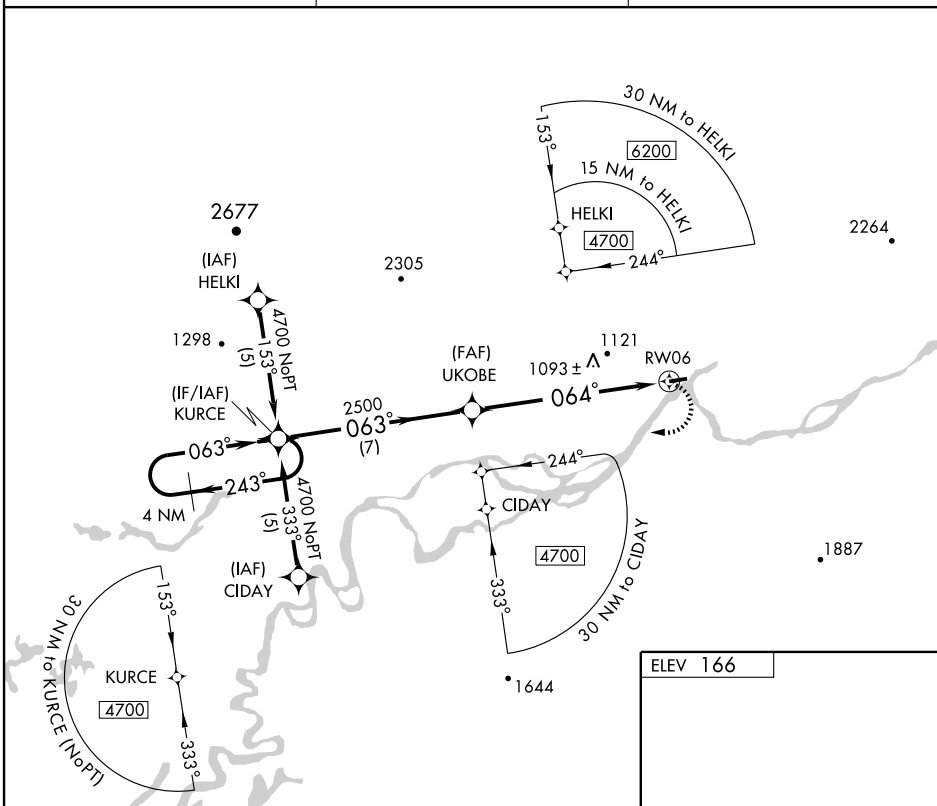 30 NM to HELKI
153°
6200
15 NM to HELKI
HELKI
4700
244°
2677
2264
(IAF)
HELKI
2305
4700 NoPT
153°
(5)
1298
1121
1093 ±
RW06
(FAF)
UKOBE
064°
(IF/IAF)
KURCE
2500
063°
(7)
063°
243°
4 NM
4700 NoPT
333°
(5)
(IAF)
CIDAY
244°
CIDAY
4700
333°
30 NM to CIDAY
1887
153°
30 NM to KURCE (NoPT)
KURCE
4700
333°
1644
ELEV 166